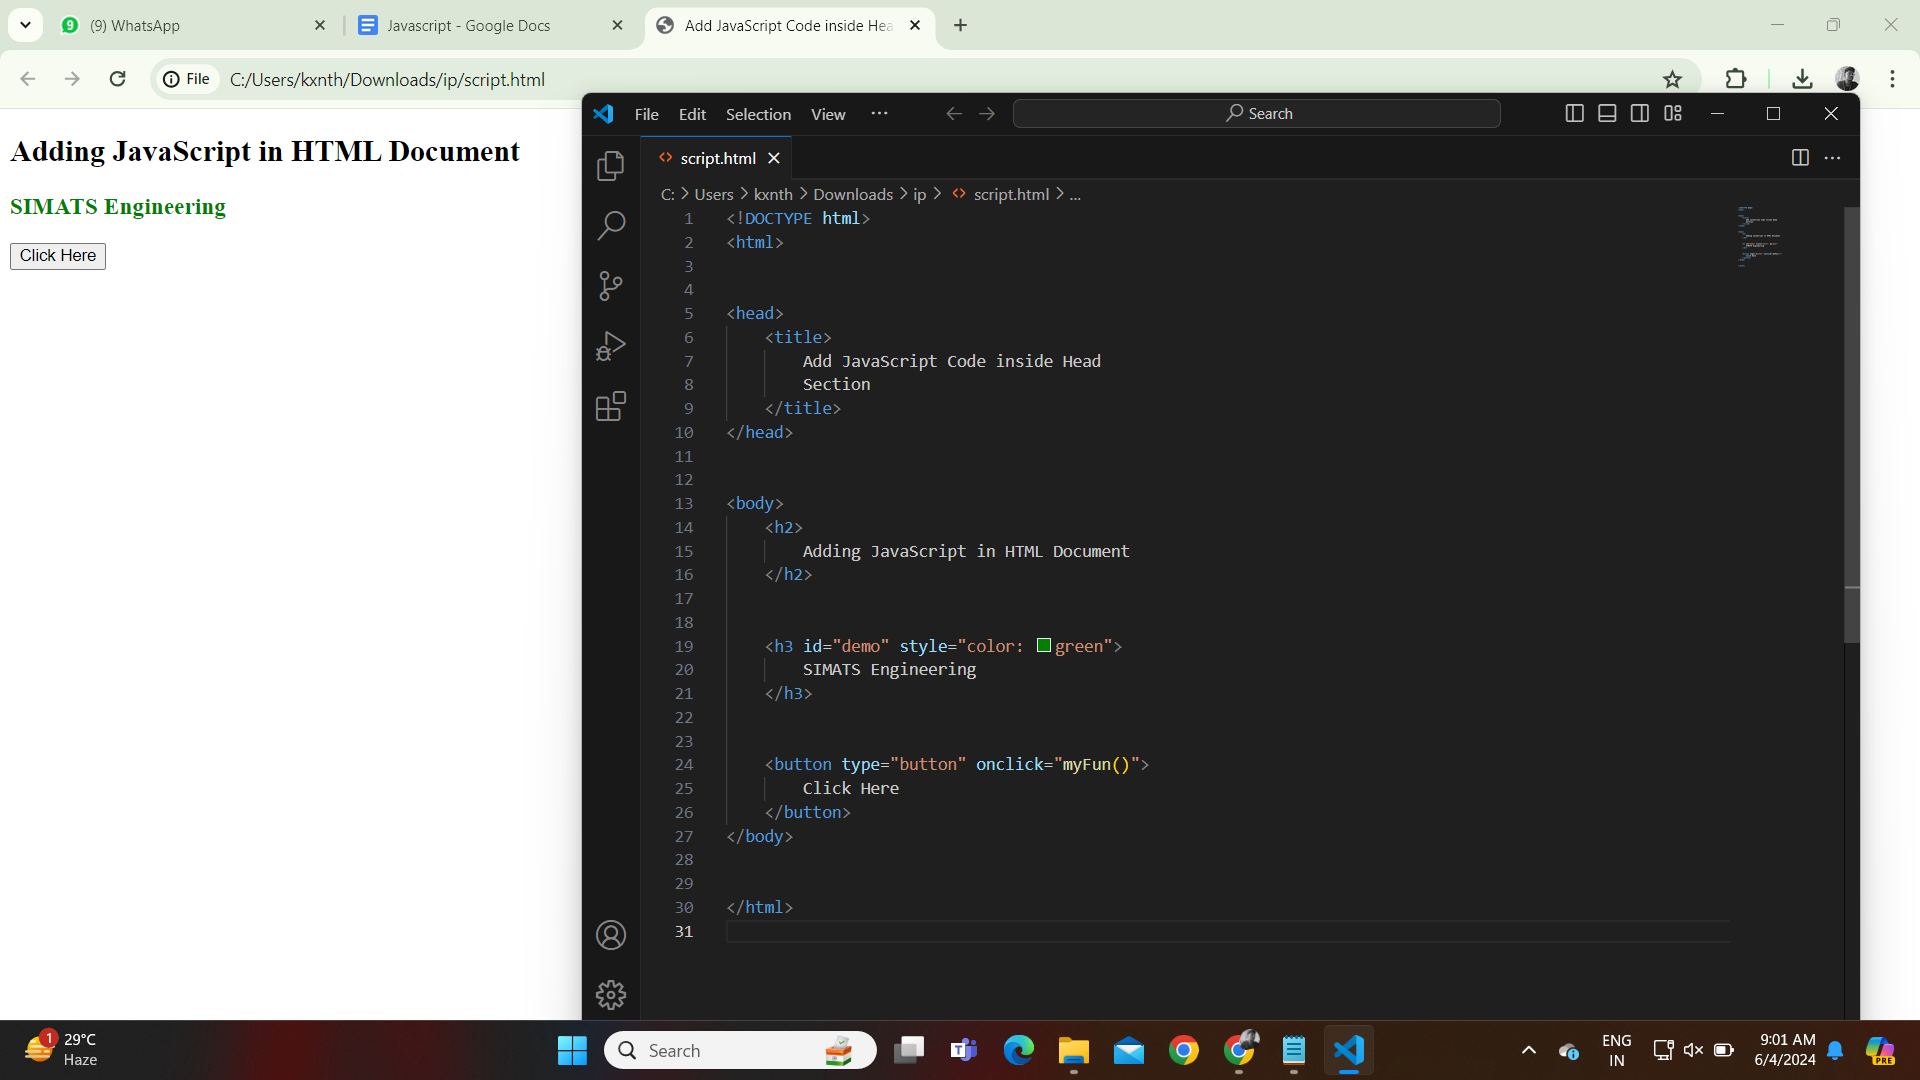 9 (9) WhatsApp
Javascript - Google Docs
Add JavaScript Code inside Hea
File C:/Users/kxnth/Downloads/ip/script.html
Adding JavaScript in HTML Document
SIMATS Engineering
Click Here
File Edit Selection View ... Search
script.html
C: > Users > kxnth > Downloads > ip > <> script.html > ...
1 <!DOCTYPE html>
2 <html>
3
4
5 <head>
6 <title>
7 Add JavaScript Code inside Head
8 Section
9 </title>
10 </head>
11
12
13 <body>
14 <h2>
15 Adding JavaScript in HTML Document
16 </h2>
17
18
19 <h3 id="demo" style="color: green">
20 SIMATS Engineering
21 </h3>
22
23
24 <button type="button" onclick="myFun()">
25 Click Here
26 </button>
27 </body>
28
29
30 </html>
31
1 29°C
Haze
Search
ENG
IN
9:01 AM
6/4/2024
PRE